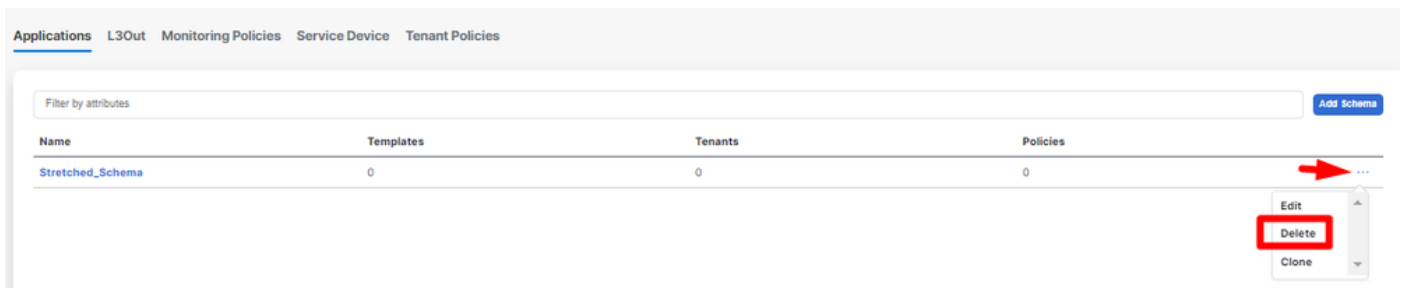 Applications L3Out Monitoring Policies Service Device Tenant Policies
Filter by attributes
Add Schema
Name Templates Tenants Policies
Stretched_Schema 0 0 0 ...
Edit
Delete
Clone